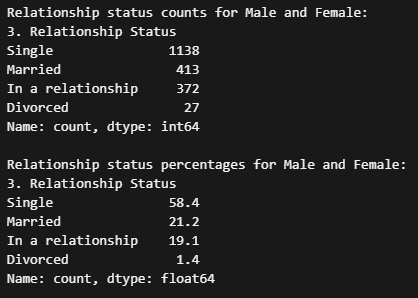 Relationship status counts for Male and Female:
3. Relationship Status
Single 1138
Married 413
In a relationship 372
Divorced 27
Name: count, dtype: int64
Relationship status percentages for Male and Female:
3. Relationship Status
Single 58.4
Married 21.2
In a relationship 19.1
Divorced 1.4
Name: count, dtype: float64